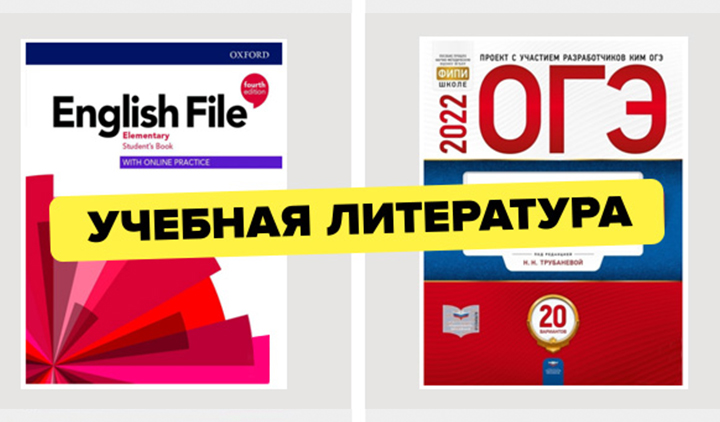 OXFORD
English File
fourth
edition
Elementary
Student's Book
WITH ONLINE PRACTICE
УЧЕБНАЯ ЛИТЕРАТУРА
ПРОЕКТ С УЧАСТИЕМ РАЗРАБОТЧИКОВ КИМ ОГЭ
ФИПИ
ШКОЛЕ
2022
ОГЭ
ПОД РЕДАКЦИЕЙ
Н. Н. ТРУБАНЕВОЙ
20
ВАРИАНТОВ